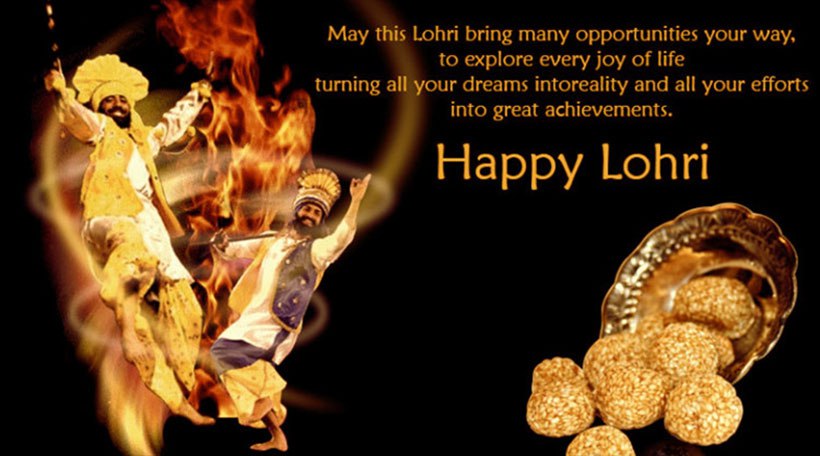 May this Lohri bring many opportunities your way,
to explore every joy of life
turning all your dreams intoreality and all your efforts
into great achievements.
Happy Lohri